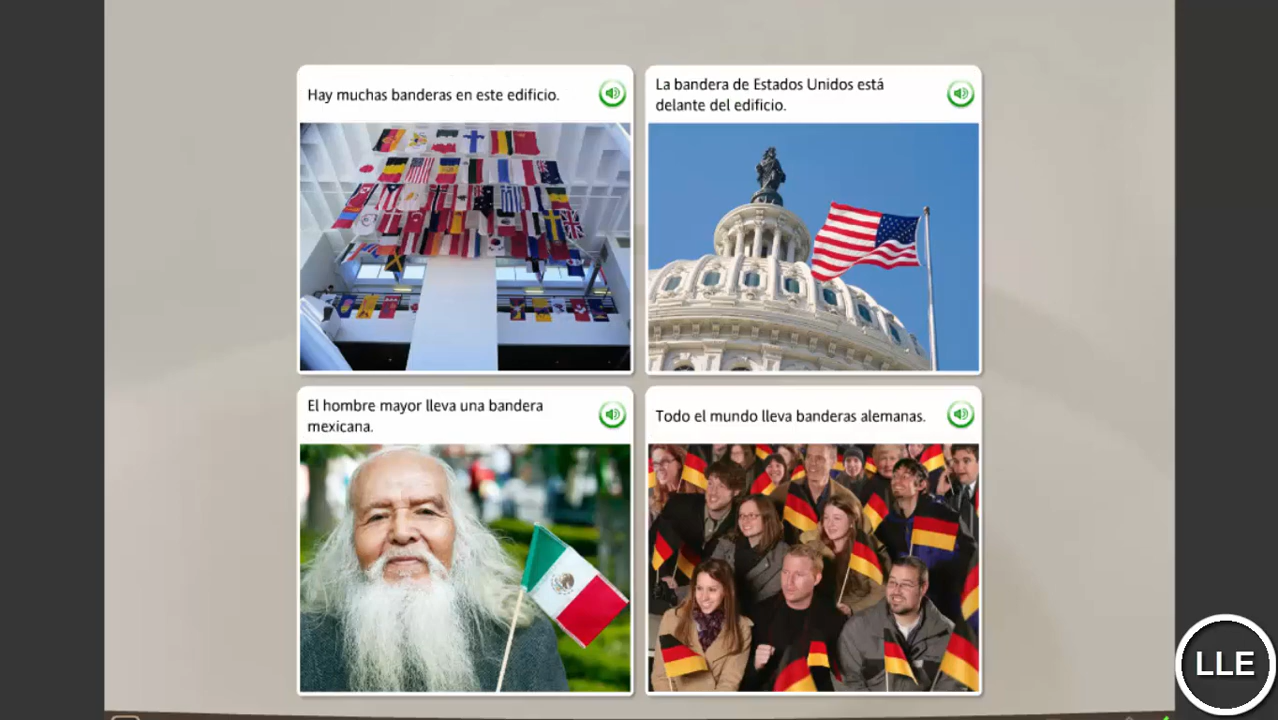 Hay muchas banderas en este edificio.
La bandera de Estados Unidos está
delante del edificio.
El hombre mayor lleva una bandera
mexicana.
Todo el mundo lleva banderas alemanas.
LLE